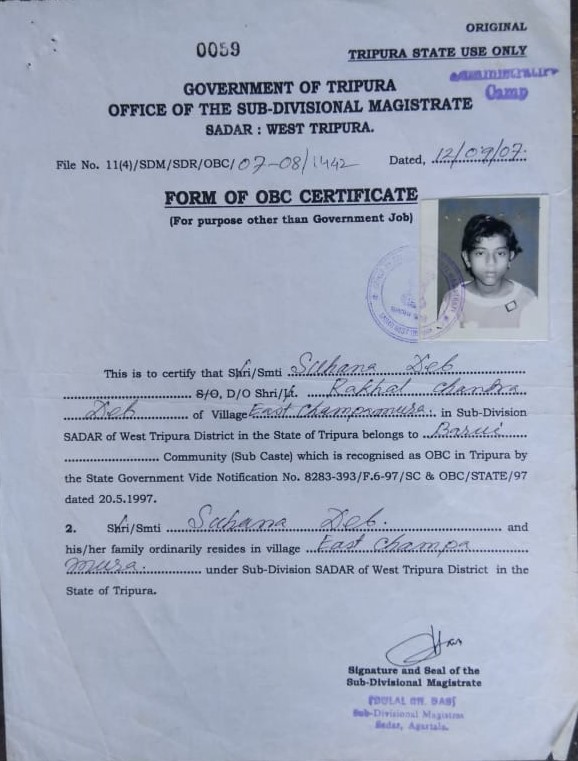 ORIGINAL
0059
TRIPURA STATE USE ONLY
Administrative
Camp
GOVERNMENT OF TRIPURA
OFFICE OF THE SUB-DIVISIONAL MAGISTRATE
SADAR : WEST TRIPURA.
File No. 11(4)/SDM/SDR/OBC/07-08/1442 Dated, 12/09/07.
FORM OF OBC CERTIFICATE
(For purpose other than Government Job)
This is to certify that Shri/Smti Suhana Deb
S/O, D/O Shri/Lt. Rakhal Chandra
Deb of Village East Champamura. in Sub-Division
SADAR of West Tripura District in the State of Tripura belongs to Barui
Community (Sub Caste) which is recognised as OBC in Tripura by
the State Government Vide Notification No. 8283-393/F.6-97/SC & OBC/STATE/97
dated 20.5.1997.
2. Shri/Smti Suhana Deb. and
his/her family ordinarily resides in village East Champa
mura. under Sub-Division SADAR of West Tripura District in the
State of Tripura.
Signature and Seal of the
Sub-Divisional Magistrate
Sub-Divisional Magistrate
Sadar, Agartala.